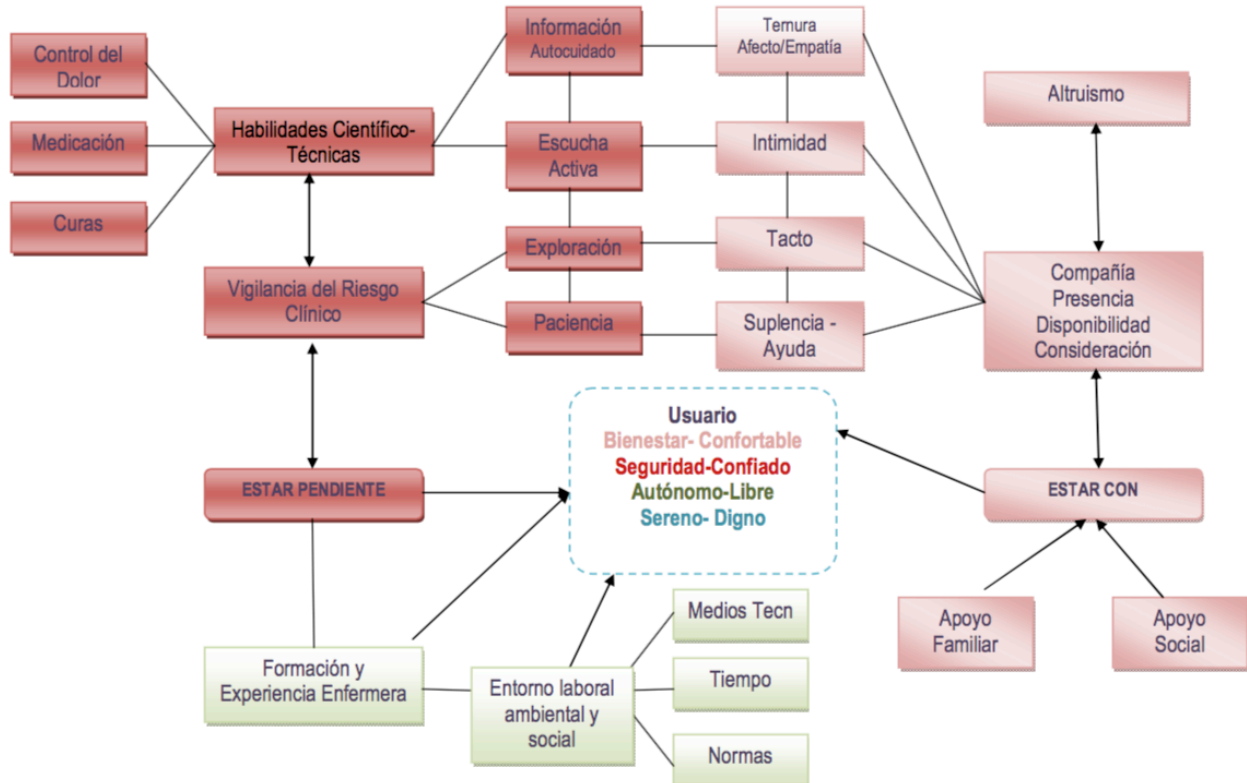 Control del
Dolor
Medicación
Curas
Habilidades Científico-
Técnicas
Vigilancia del Riesgo
Clínico
Información
Autocuidado
Escucha
Activa
Exploración
Paciencia
Ternura
Afecto/Empatía
Intimidad
Tacto
Suplencia -
Ayuda
Altruismo
Compañía
Presencia
Disponibilidad
Consideración
Usuario
Bienestar- Confortable
Seguridad-Confiado
Autónomo-Libre
Sereno- Digno
ESTAR PENDIENTE
ESTAR CON
Formación y
Experiencia Enfermera
Entorno laboral
ambiental y
social
Medios Tecn
Tiempo
Normas
Apoyo
Familiar
Apoyo
Social